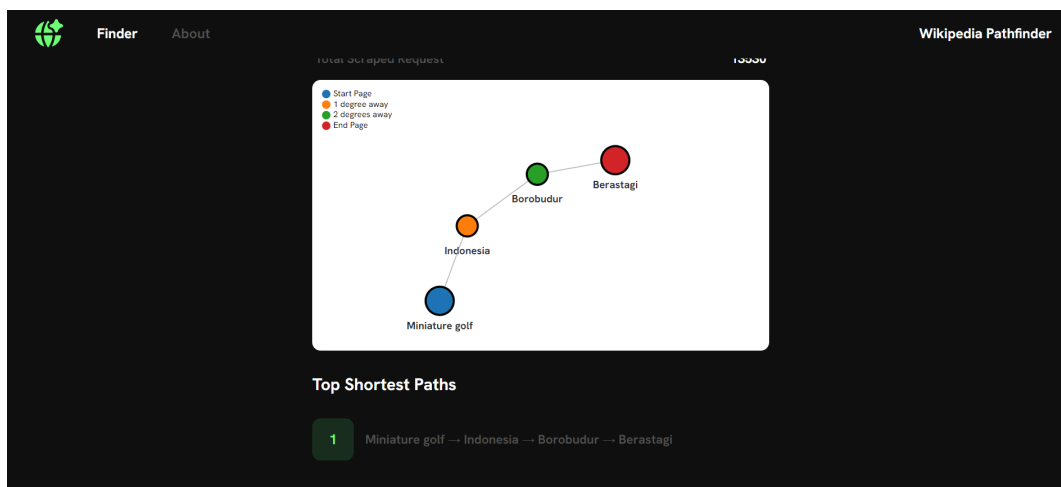 Finder
About
Wikipedia Pathfinder
Total Scraped Request
13530
Start Page
1 degree away
2 degrees away
End Page
Berastagi
Borobudur
Indonesia
Miniature golf
Top Shortest Paths
1
Miniature golf → Indonesia → Borobudur → Berastagi